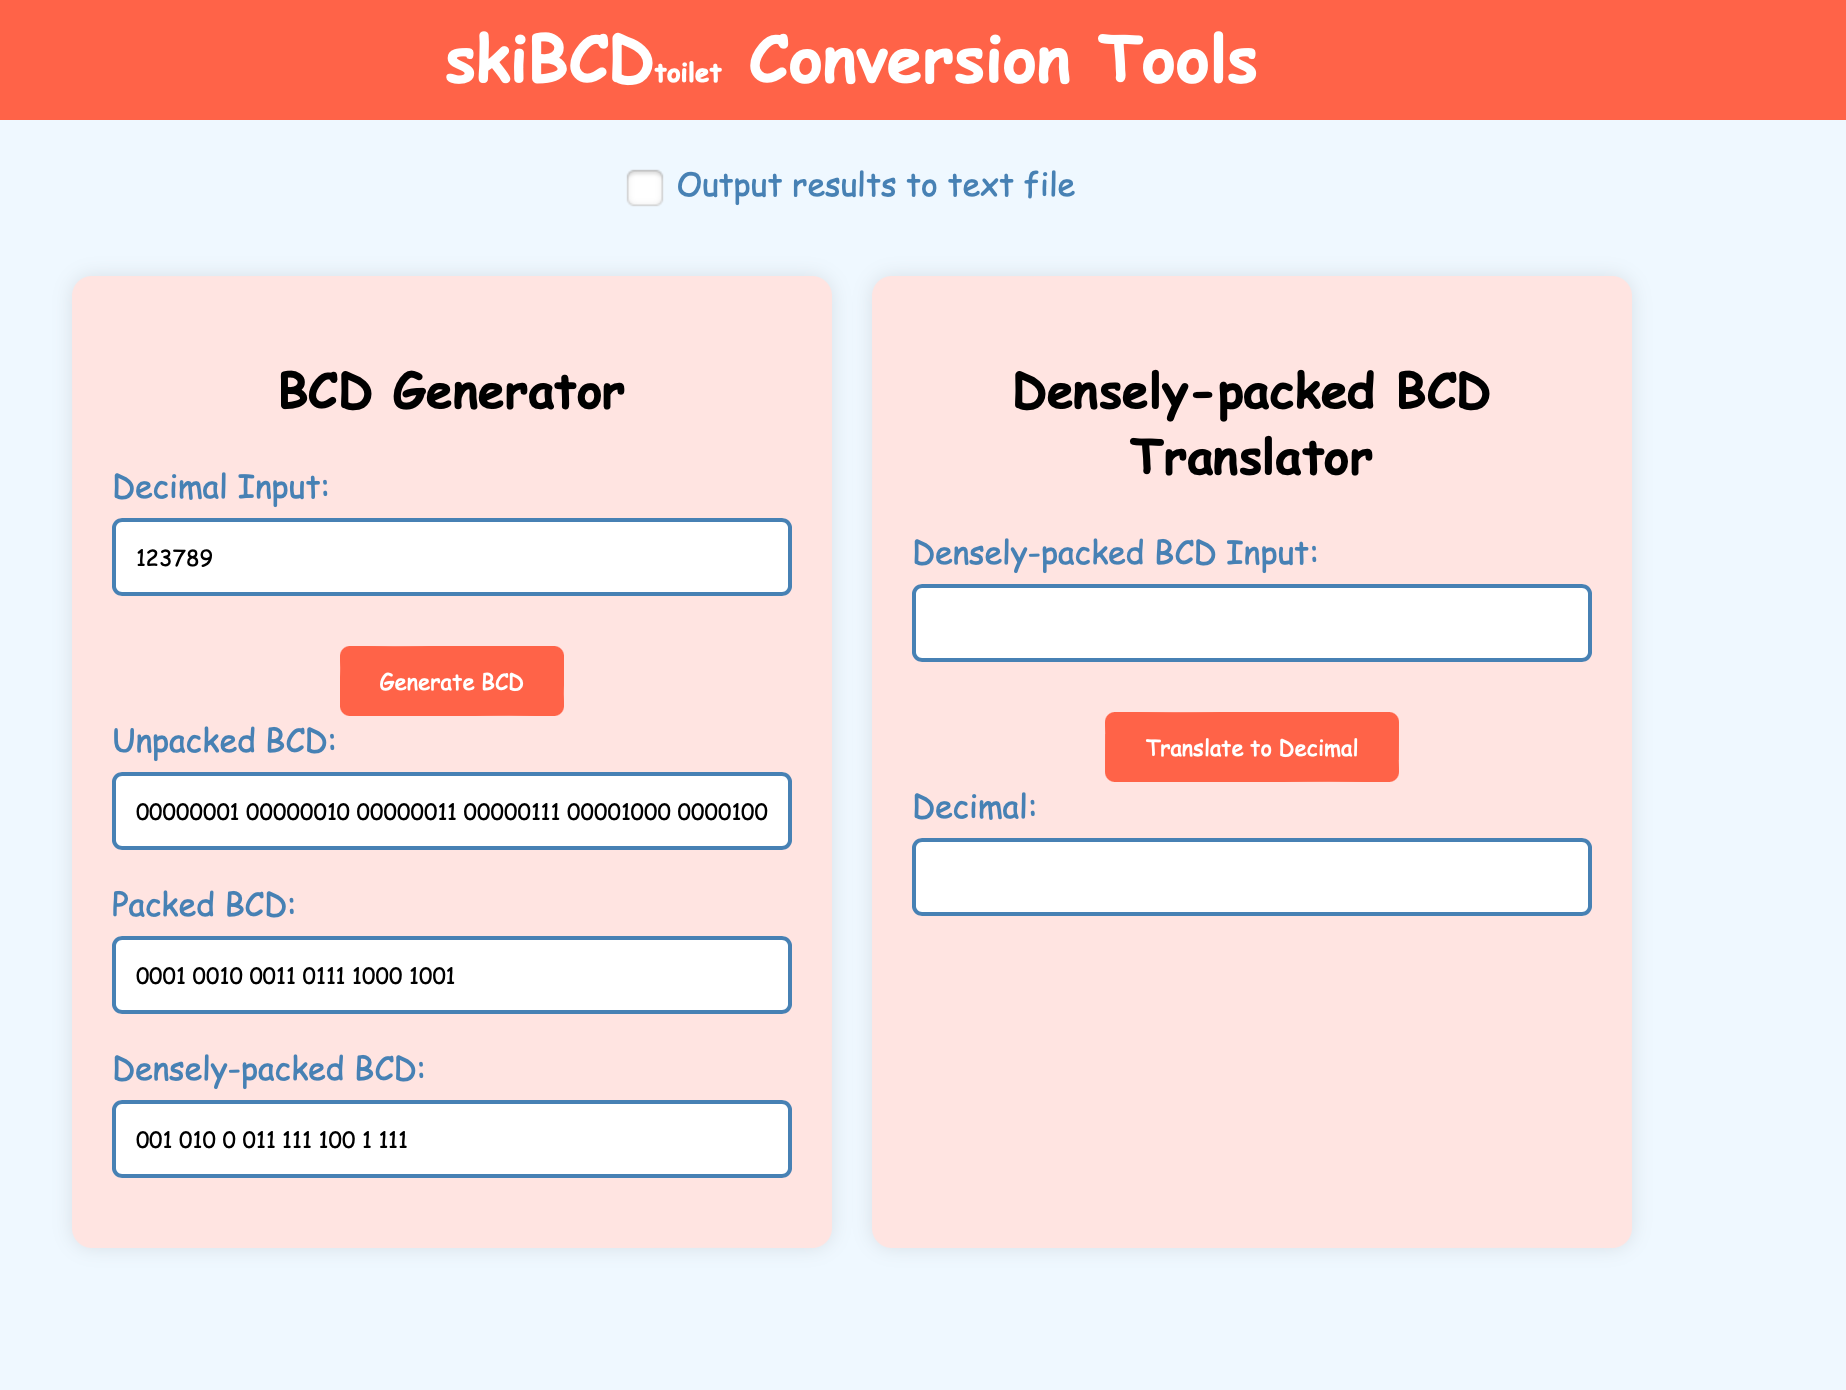 skiBCDtoilet Conversion Tools
Output results to text file
BCD Generator
Decimal Input:
123789
Generate BCD
Unpacked BCD:
00000001 00000010 00000011 00000111 00001000 0000100
Packed BCD:
0001 0010 0011 0111 1000 1001
Densely-packed BCD:
001 010 0 011 111 100 1 111
Densely-packed BCD
Translator
Densely-packed BCD Input:
Translate to Decimal
Decimal: